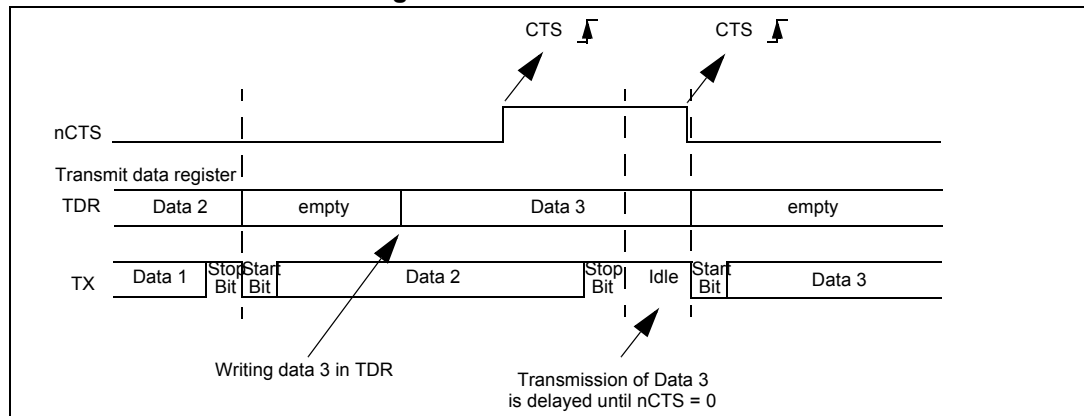 CTS CTS
nCTS
Transmit data register
TDR Data 2 empty Data 3 empty
TX Data 1 Stop Bit Start Bit Data 2 Stop Bit Idle Start Bit Data 3
Writing data 3 in TDR
Transmission of Data 3
is delayed until nCTS = 0